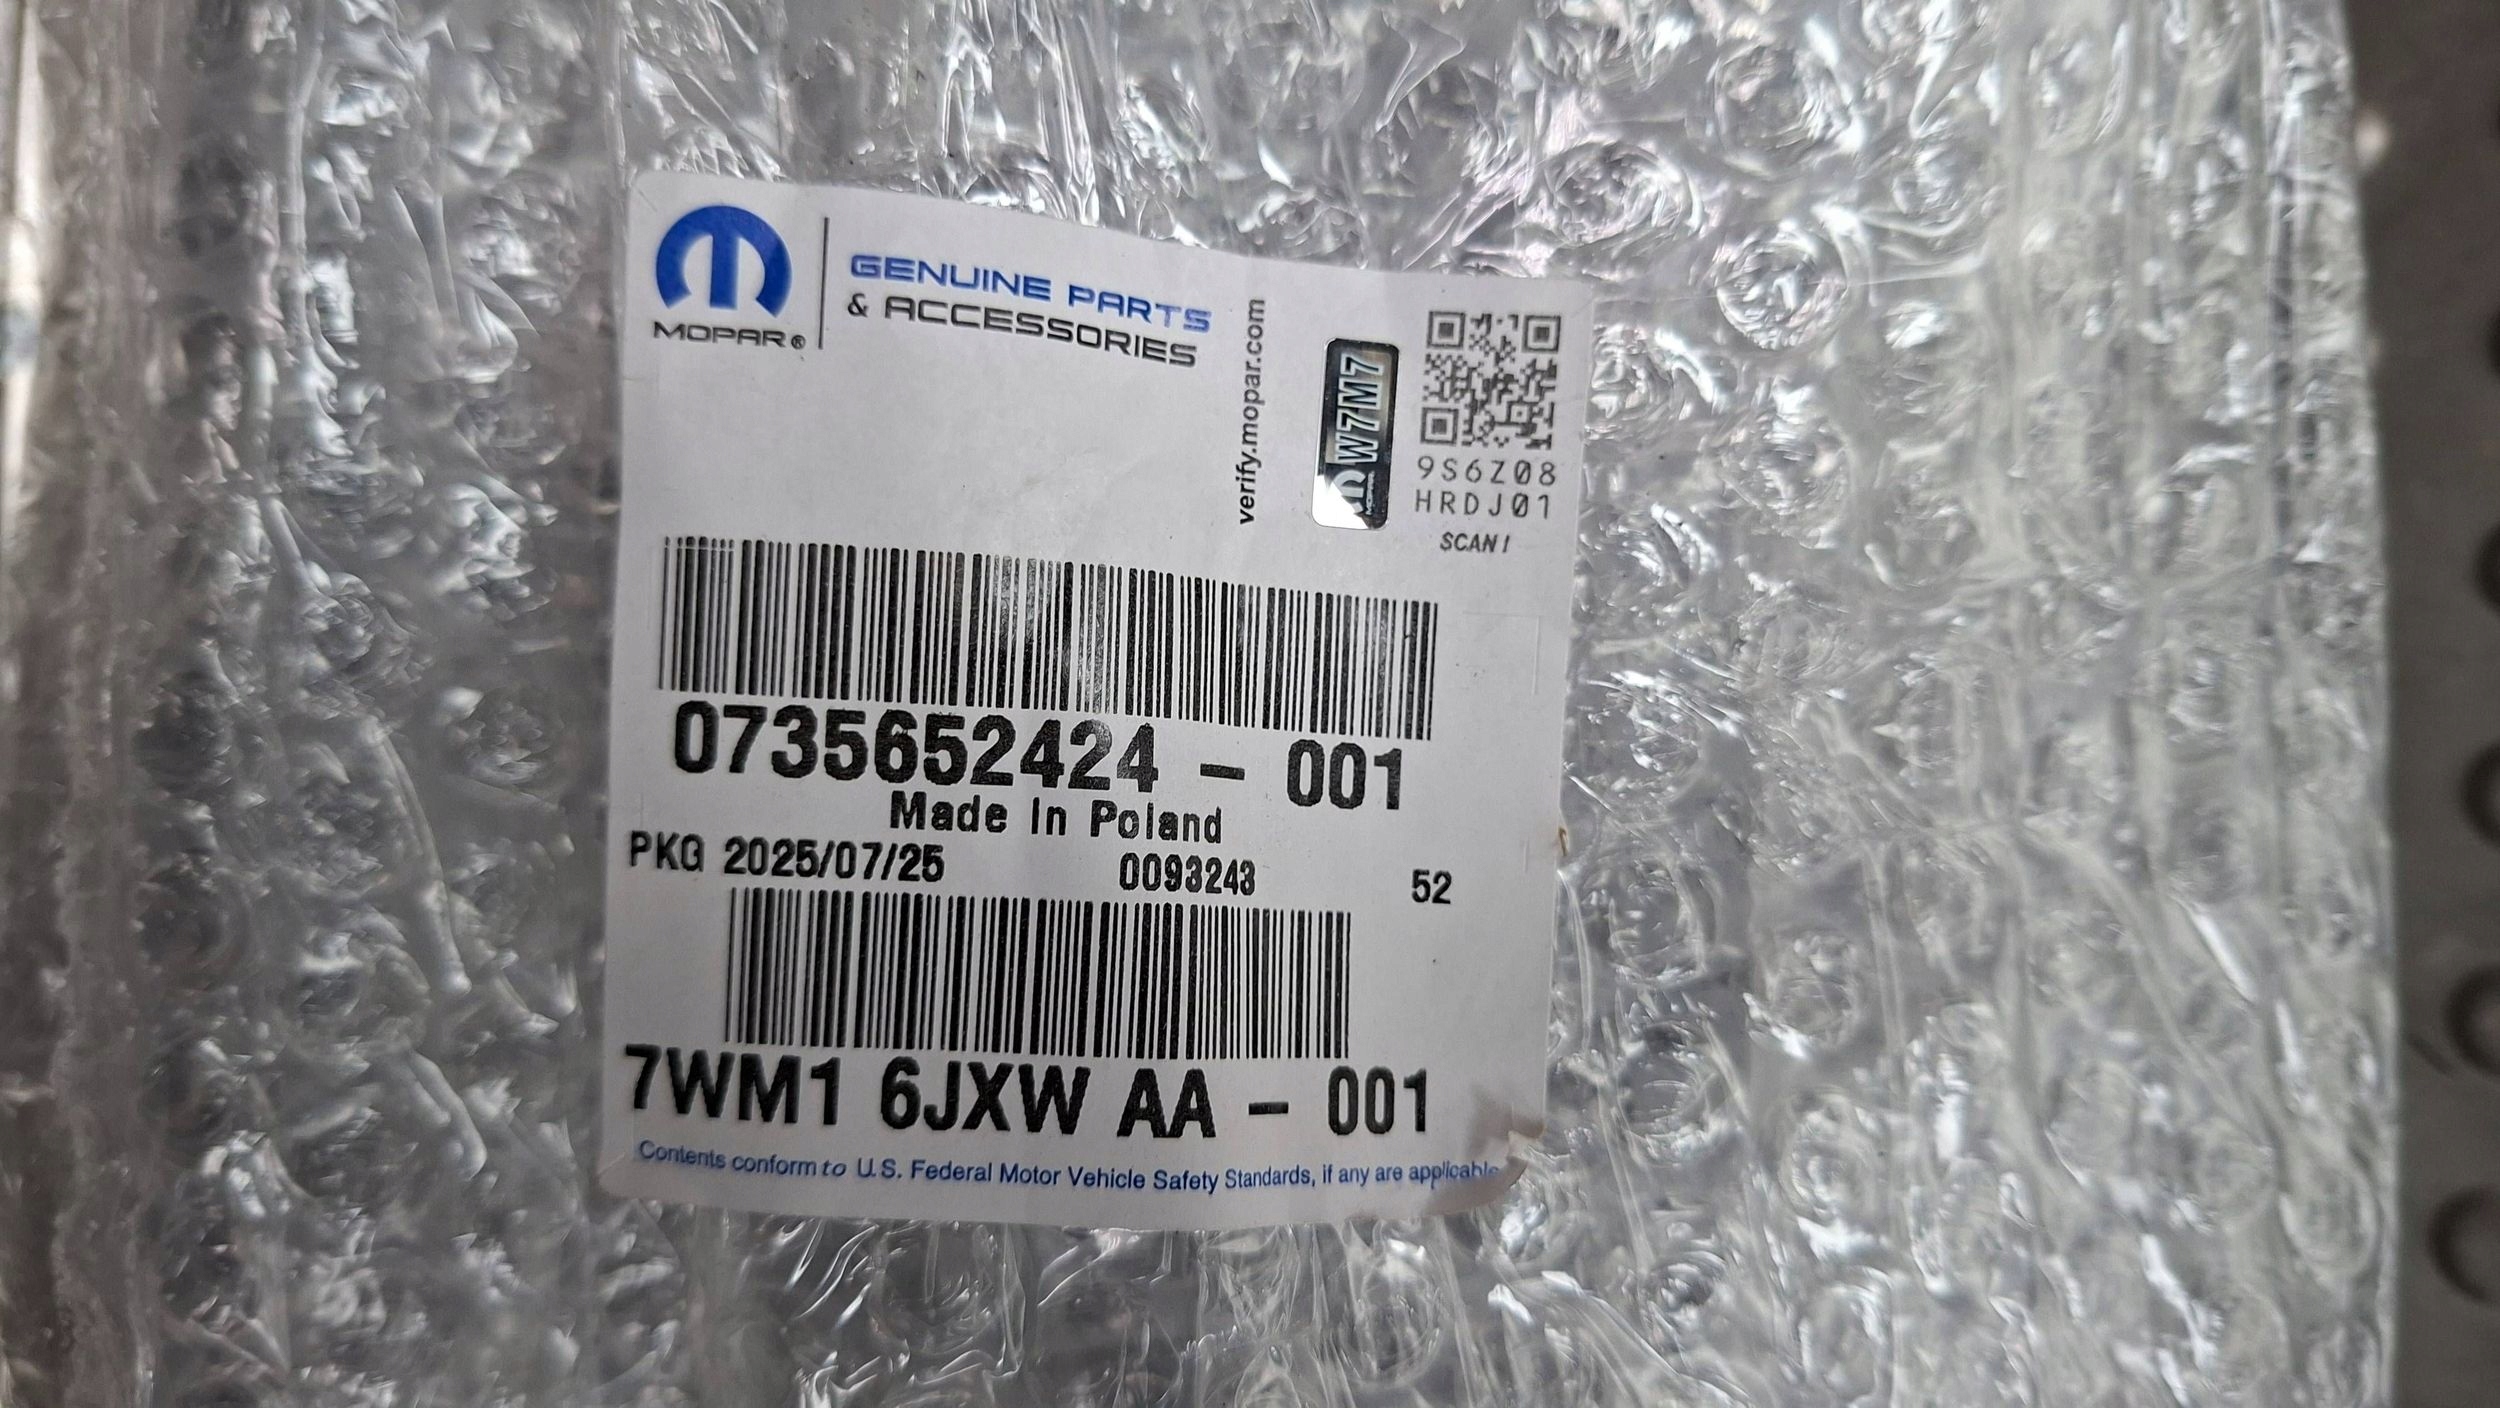 MOPAR®
GENUINE PARTS
& ACCESSORIES
verify.mopar.com
W7M7
MOPAR
9S6Z08
HRDJ01
SCAN!
0735652424 - 001
Made In Poland
PKG 2025/07/25 0093243 52
7WM1 6JXW AA - 001
Contents conform to U.S. Federal Motor Vehicle Safety Standards, if any are applicable